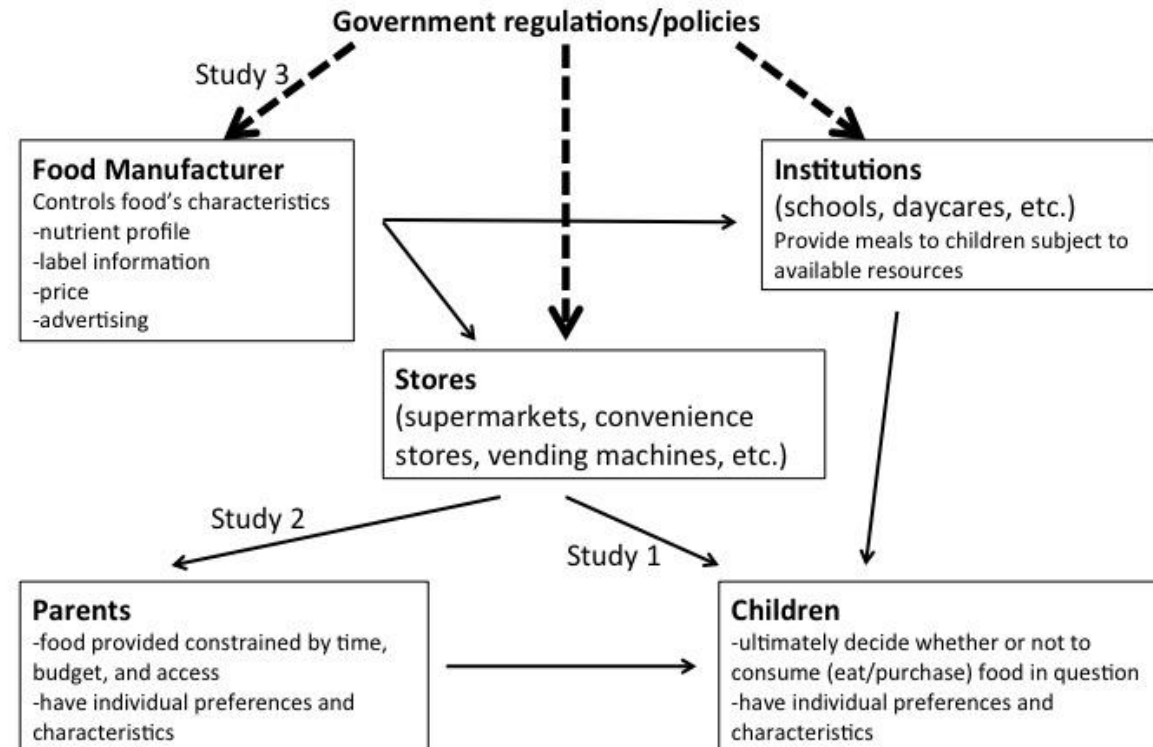 Government regulations/policies
Study 3
Food Manufacturer
Controls food’s characteristics
-nutrient profile
-label information
-price
-advertising
Institutions
(schools, daycares, etc.)
Provide meals to children subject to
available resources
Stores
(supermarkets, convenience
stores, vending machines, etc.)
Study 2
Study 1
Parents
-food provided constrained by time,
budget, and access
-have individual preferences and
characteristics
Children
-ultimately decide whether or not to
consume (eat/purchase) food in question
-have individual preferences and
characteristics